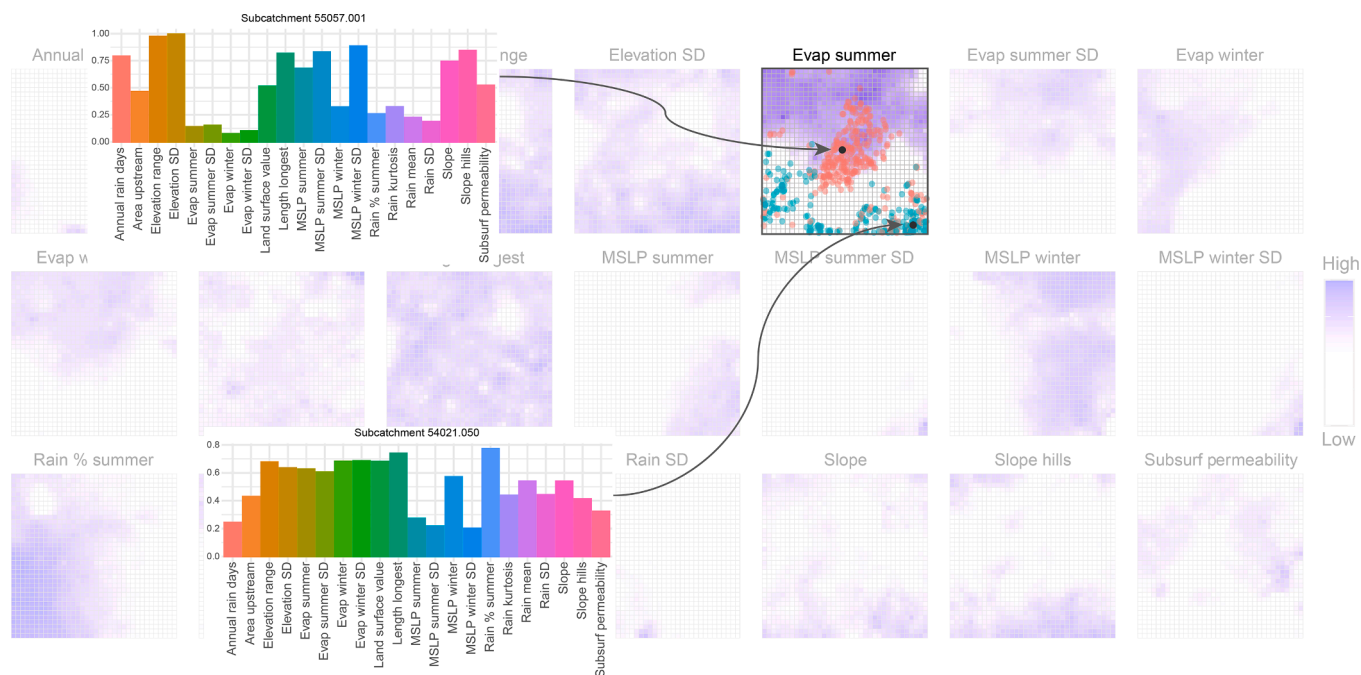 Subcatchment 55057.001
1.00
0.75
0.50
0.25
0.00
Annual rain days
Area upstream
Elevation range
Elevation SD
Evap summer
Evap summer SD
Evap winter
Evap winter SD
Land surface value
Length longest
MSLP summer
MSLP summer SD
MSLP winter
MSLP winter SD
Rain % summer
Rain kurtosis
Rain mean
Rain SD
Slope
Slope hills
Subsurf permeability
Annual
Elevation SD
Evap summer
Evap summer SD
Evap winter
Evap w
MSLP summer
MSLP summer SD
MSLP winter
MSLP winter SD
High
Low
Subcatchment 54021.050
0.8
0.6
0.4
0.2
0.0
Annual rain days
Area upstream
Elevation range
Elevation SD
Evap summer
Evap summer SD
Evap winter
Evap winter SD
Land surface value
Length longest
MSLP summer
MSLP summer SD
MSLP winter
MSLP winter SD
Rain % summer
Rain kurtosis
Rain mean
Rain SD
Slope
Slope hills
Subsurf permeability
Rain % summer
Rain SD
Slope
Slope hills
Subsurf permeability